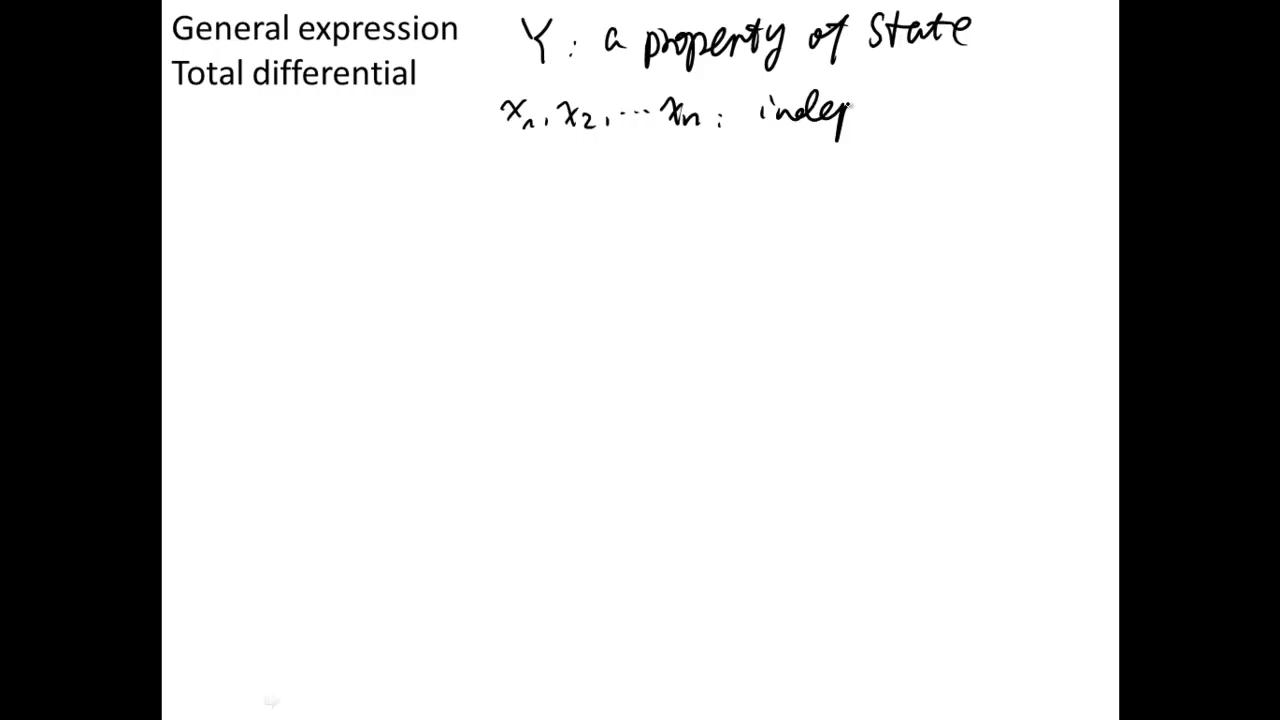 General expression
Total differential
Y : a property of state
x₁, x₂, ... xₙ : indep